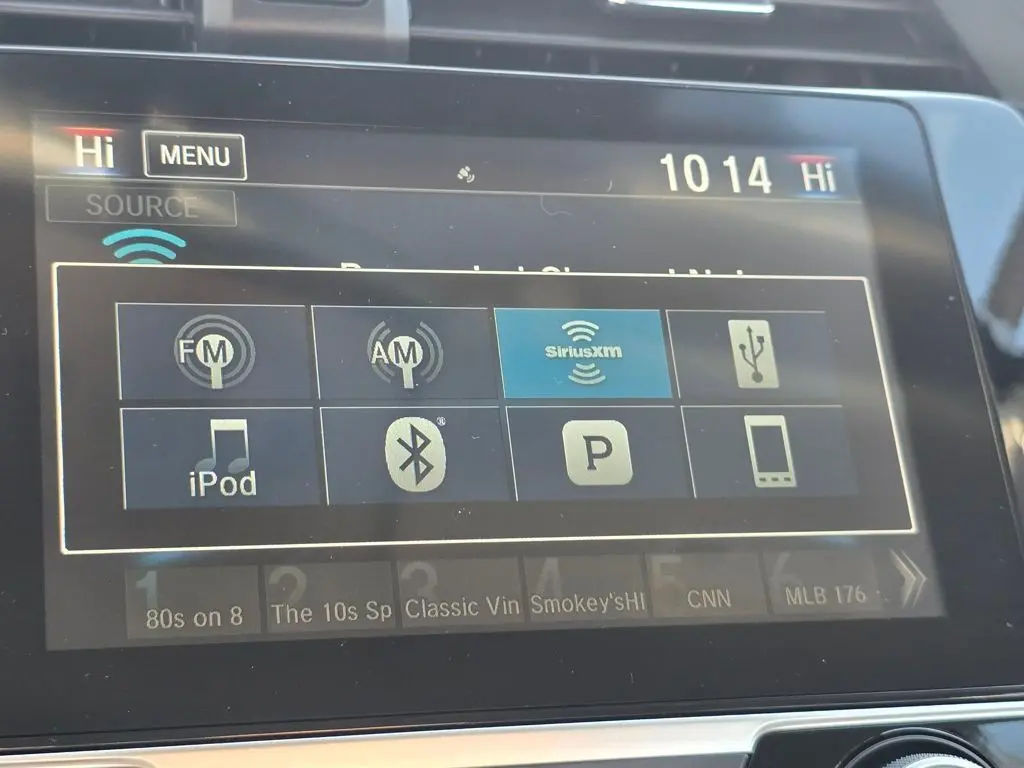 Hi MENU 10 14 Hi
SOURCE
FM AM SiriusXM
iPod ® P
1 2 3 4 5 6
80s on 8 The 10s Sp Classic Vin Smokey'sHI CNN MLB 176